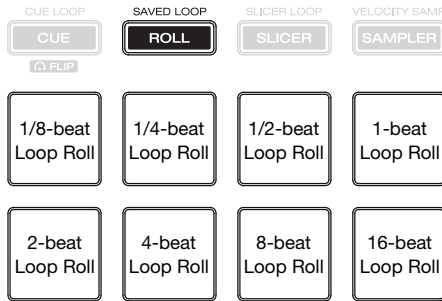 CUE LOOP SAVED LOOP SLICER LOOP VELOCITY SAMP
CUE ROLL SLICER SAMPLER
FLIP
1/8-beat 1/4-beat 1/2-beat 1-beat
Loop Roll Loop Roll Loop Roll Loop Roll
2-beat 4-beat 8-beat 16-beat
Loop Roll Loop Roll Loop Roll Loop Roll